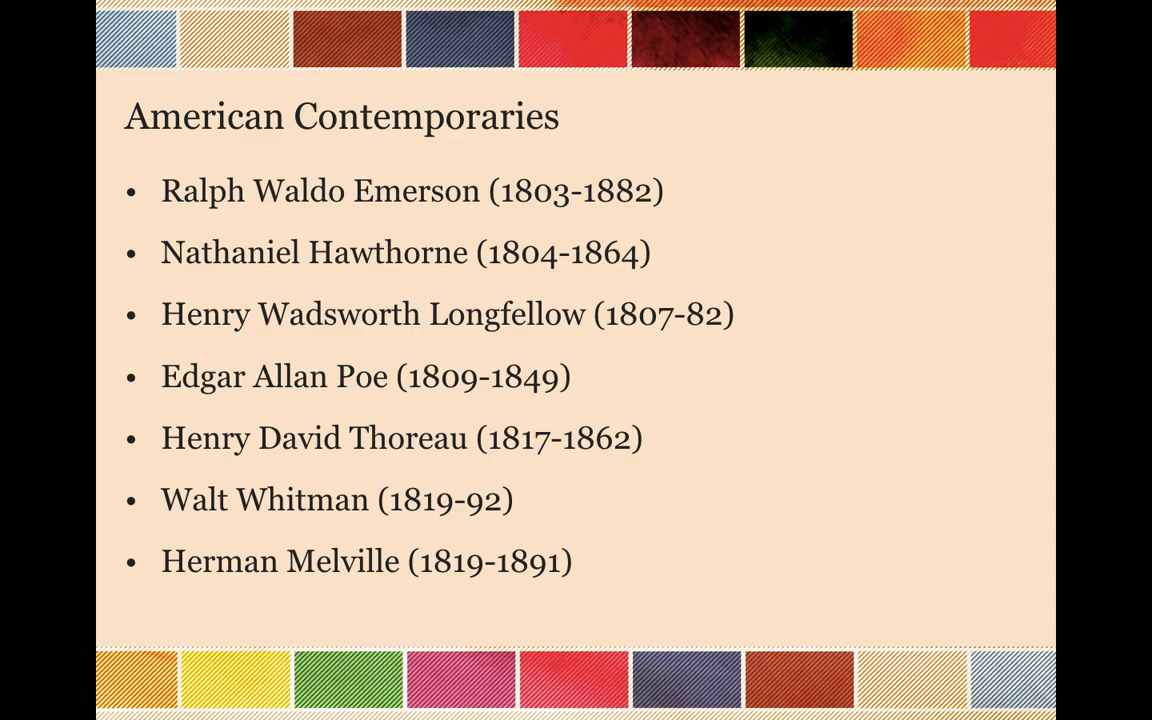 American Contemporaries
• Ralph Waldo Emerson (1803-1882)
• Nathaniel Hawthorne (1804-1864)
• Henry Wadsworth Longfellow (1807-82)
• Edgar Allan Poe (1809-1849)
• Henry David Thoreau (1817-1862)
• Walt Whitman (1819-92)
• Herman Melville (1819-1891)